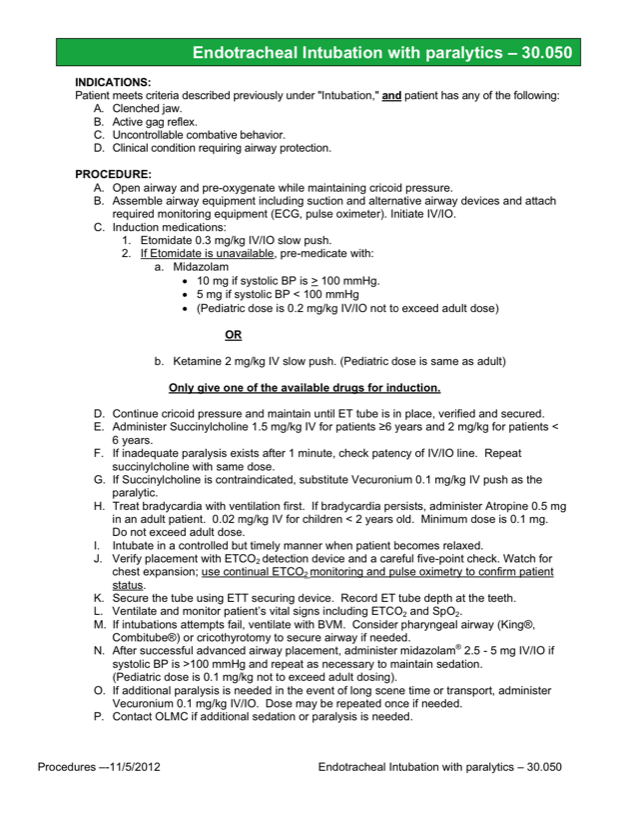 Endotracheal Intubation with paralytics – 30.050
INDICATIONS:
Patient meets criteria described previously under "Intubation," and patient has any of the following:
A. Clenched jaw.
B. Active gag reflex.
C. Uncontrollable combative behavior.
D. Clinical condition requiring airway protection.
PROCEDURE:
A. Open airway and pre-oxygenate while maintaining cricoid pressure.
B. Assemble airway equipment including suction and alternative airway devices and attach
required monitoring equipment (ECG, pulse oximeter). Initiate IV/IO.
C. Induction medications:
1. Etomidate 0.3 mg/kg IV/IO slow push.
2. If Etomidate is unavailable, pre-medicate with:
a. Midazolam
• 10 mg if systolic BP is ≥ 100 mmHg.
• 5 mg if systolic BP < 100 mmHg
• (Pediatric dose is 0.2 mg/kg IV/IO not to exceed adult dose)
OR
b. Ketamine 2 mg/kg IV slow push. (Pediatric dose is same as adult)
Only give one of the available drugs for induction.
D. Continue cricoid pressure and maintain until ET tube is in place, verified and secured.
E. Administer Succinylcholine 1.5 mg/kg IV for patients ≥6 years and 2 mg/kg for patients <
6 years.
F. If inadequate paralysis exists after 1 minute, check patency of IV/IO line. Repeat
succinylcholine with same dose.
G. If Succinylcholine is contraindicated, substitute Vecuronium 0.1 mg/kg IV push as the
paralytic.
H. Treat bradycardia with ventilation first. If bradycardia persists, administer Atropine 0.5 mg
in an adult patient. 0.02 mg/kg IV for children < 2 years old. Minimum dose is 0.1 mg.
Do not exceed adult dose.
I. Intubate in a controlled but timely manner when patient becomes relaxed.
J. Verify placement with ETCO₂ detection device and a careful five-point check. Watch for
chest expansion; use continual ETCO₂ monitoring and pulse oximetry to confirm patient
status.
K. Secure the tube using ETT securing device. Record ET tube depth at the teeth.
L. Ventilate and monitor patient's vital signs including ETCO₂ and SpO₂.
M. If intubations attempts fail, ventilate with BVM. Consider pharyngeal airway (King®,
Combitube®) or cricothyrotomy to secure airway if needed.
N. After successful advanced airway placement, administer midazolam® 2.5 - 5 mg IV/IO if
systolic BP is >100 mmHg and repeat as necessary to maintain sedation.
(Pediatric dose is 0.1 mg/kg not to exceed adult dosing).
O. If additional paralysis is needed in the event of long scene time or transport, administer
Vecuronium 0.1 mg/kg IV/IO. Dose may be repeated once if needed.
P. Contact OLMC if additional sedation or paralysis is needed.
Procedures –-11/5/2012 Endotracheal Intubation with paralytics – 30.050